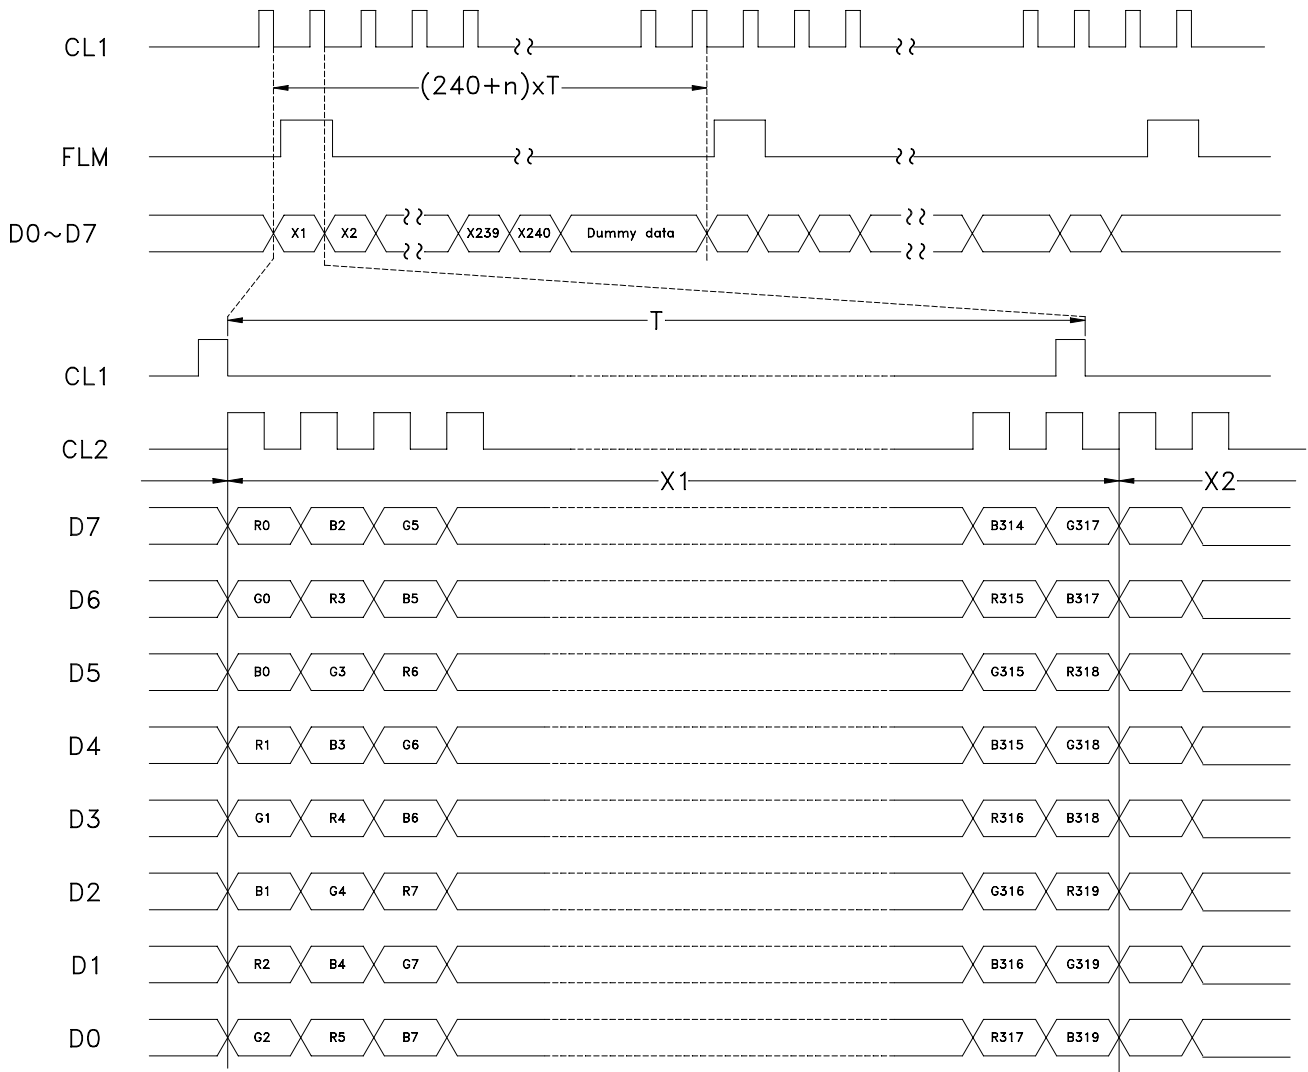 CL1
(240+n)xT
FLM
D0~D7 X1 X2 X239 X240 Dummy data
T
CL1
CL2
X1 X2
D7 R0 B2 G5 B314 G317
D6 G0 R3 B5 R315 B317
D5 B0 G3 R6 G315 R318
D4 R1 B3 G6 B315 G318
D3 G1 R4 B6 R316 B318
D2 B1 G4 R7 G316 R319
D1 R2 B4 G7 B316 G319
D0 G2 R5 B7 R317 B319